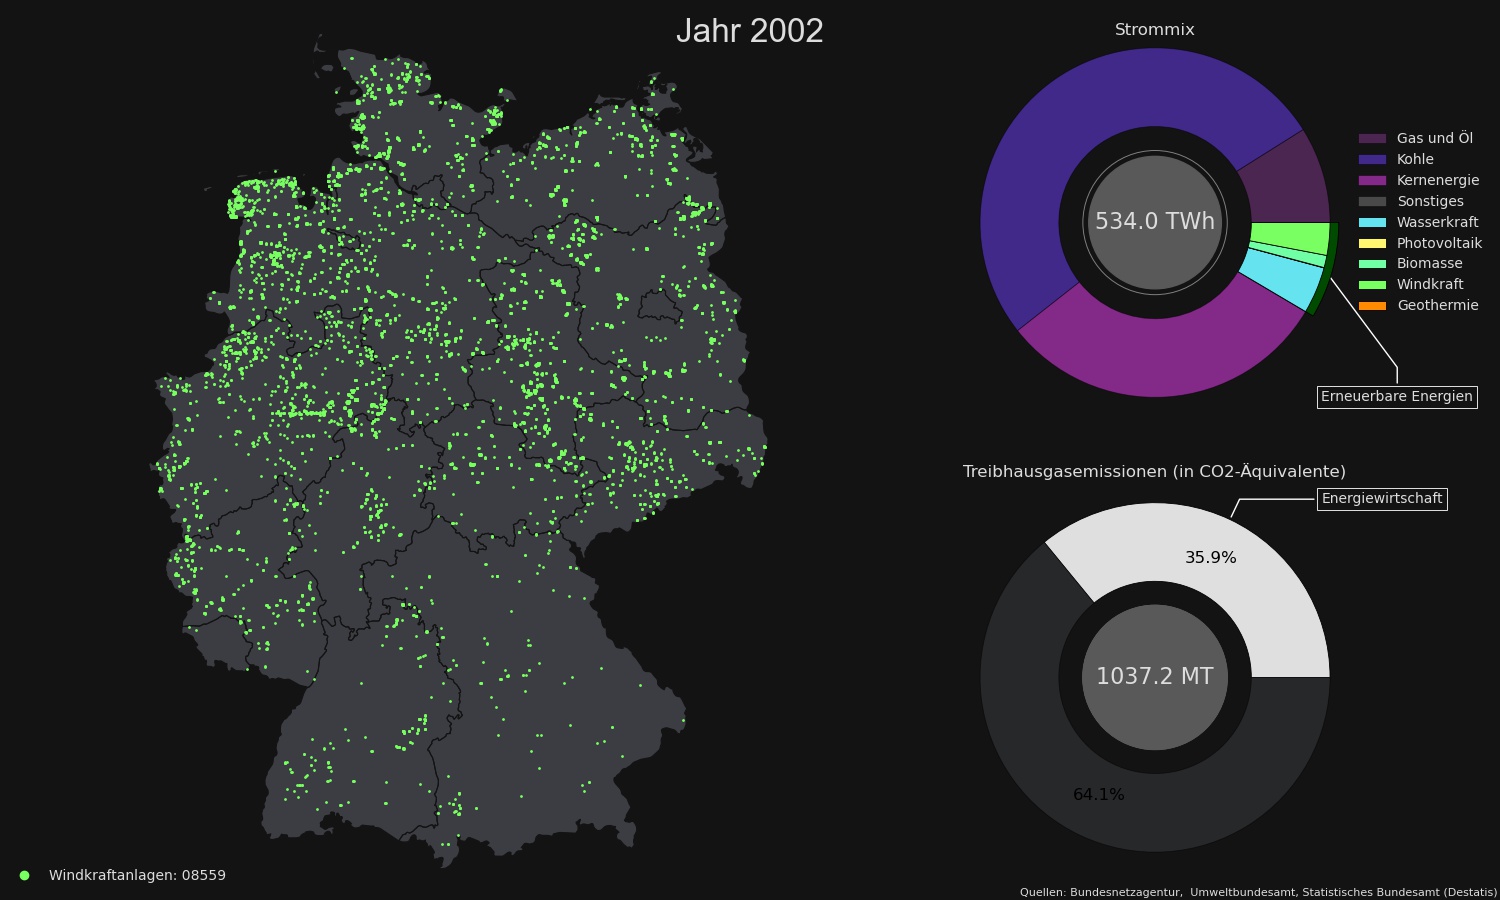 Jahr 2002
Strommix
534.0 TWh
Gas und Öl
Kohle
Kernenergie
Sonstiges
Wasserkraft
Photovoltaik
Biomasse
Windkraft
Geothermie
Erneuerbare Energien
Treibhausgasemissionen (in CO2-Äquivalente)
Energiewirtschaft
35.9%
1037.2 MT
64.1%
Windkraftanlagen: 08559
Quellen: Bundesnetzagentur, Umweltbundesamt, Statistisches Bundesamt (Destatis)